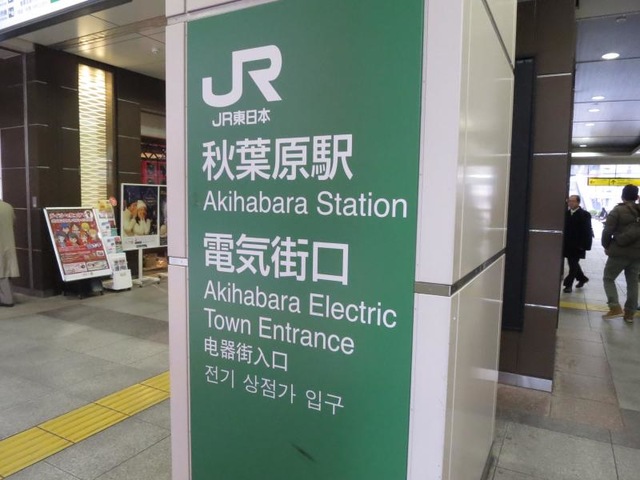 JR
JR東日本
秋葉原駅
Akihabara Station
電気街口
Akihabara Electric
Town Entrance
电器街入口
전기 상점가 입구